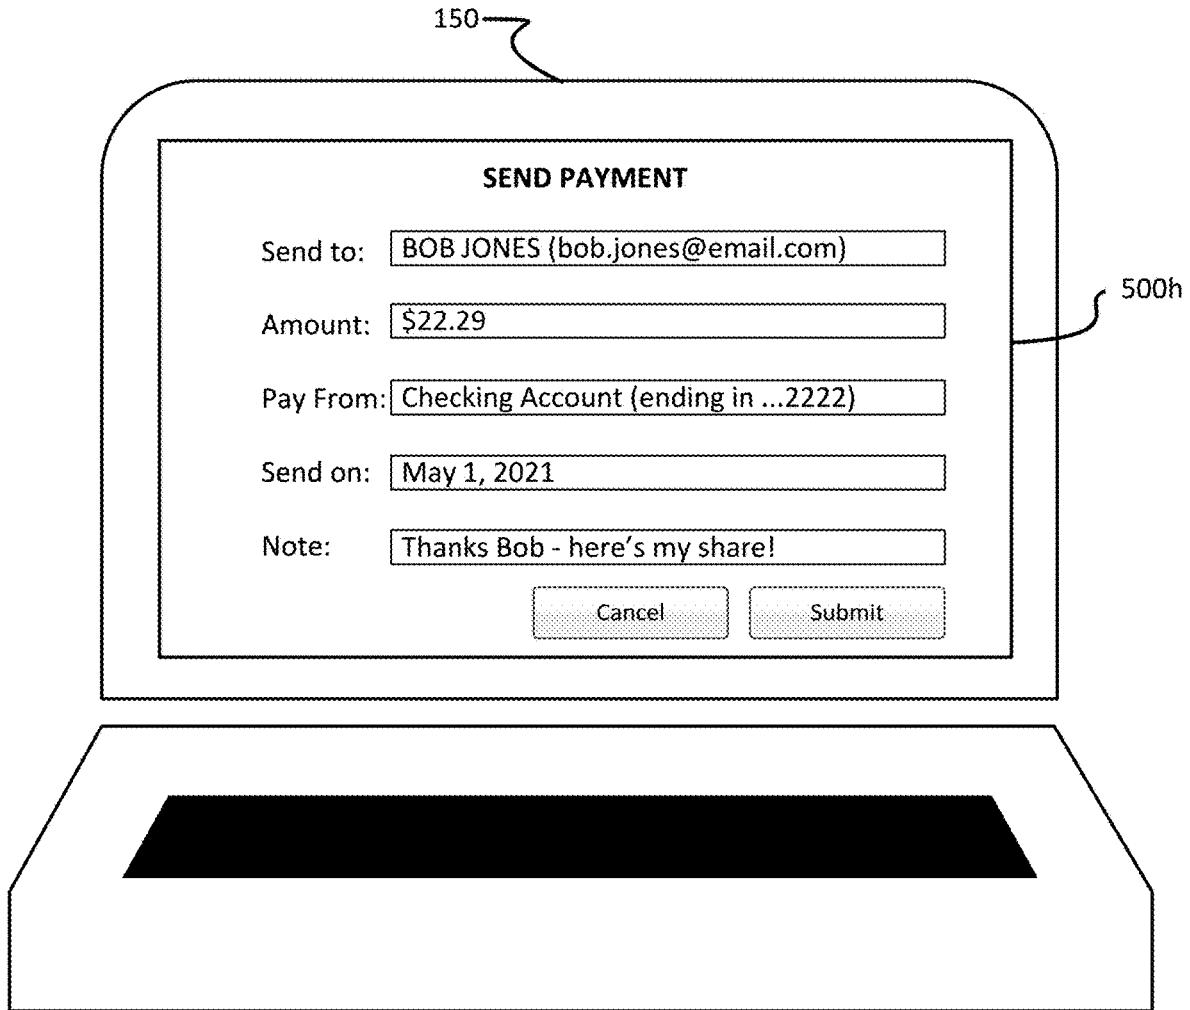 150
SEND PAYMENT
Send to: BOB JONES (bob.jones@email.com)
500h
Amount: $22.29
Pay From: Checking Account (ending in ...2222)
Send on: May 1, 2021
Note: Thanks Bob - here's my share!
Cancel Submit